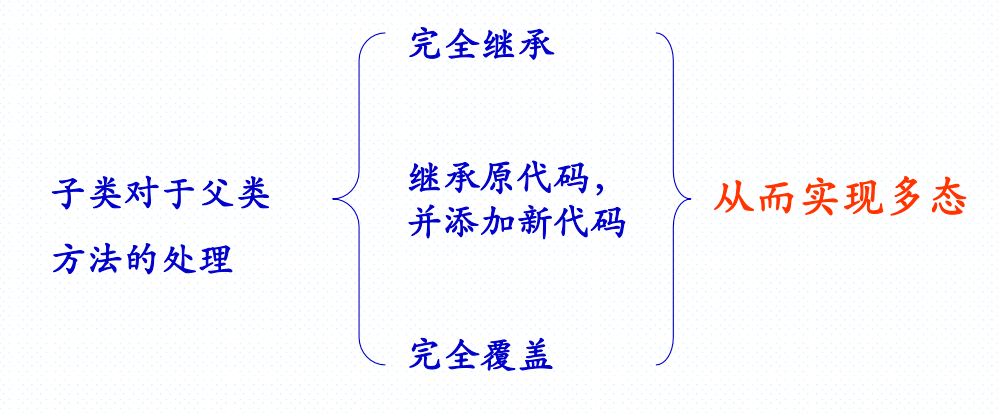 子类对于父类
方法的处理
完全继承
继承原代码，
并添加新代码
完全覆盖
从而实现多态